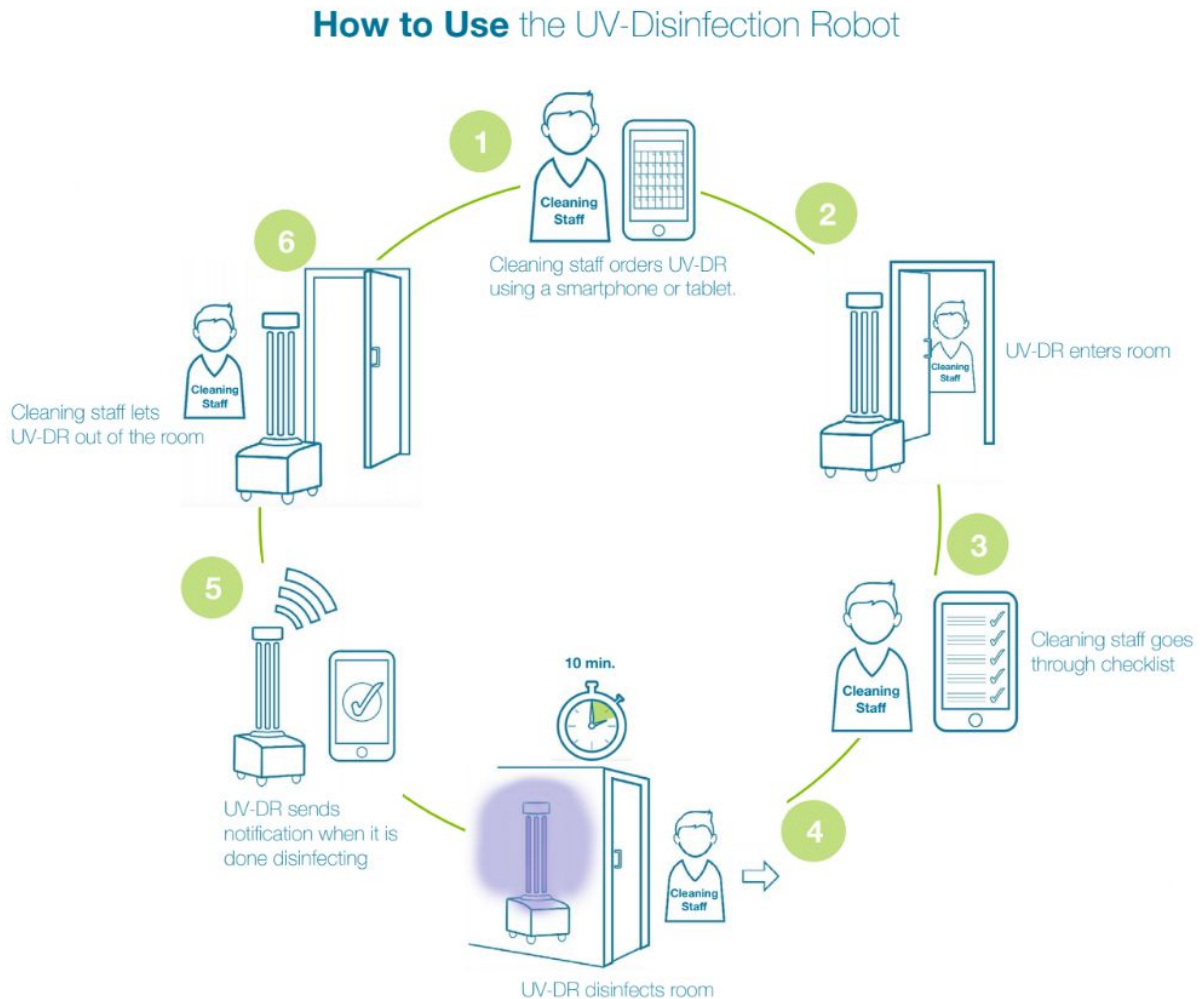 How to Use the UV-Disinfection Robot
1
Cleaning
Staff
Cleaning staff orders UV-DR
using a smartphone or tablet.
2
Cleaning
Staff
UV-DR enters room
3
Cleaning
Staff
Cleaning staff goes
through checklist
4
10 min.
Cleaning
Staff
UV-DR disinfects room
5
UV-DR sends
notification when it is
done disinfecting
6
Cleaning
Staff
Cleaning staff lets
UV-DR out of the room